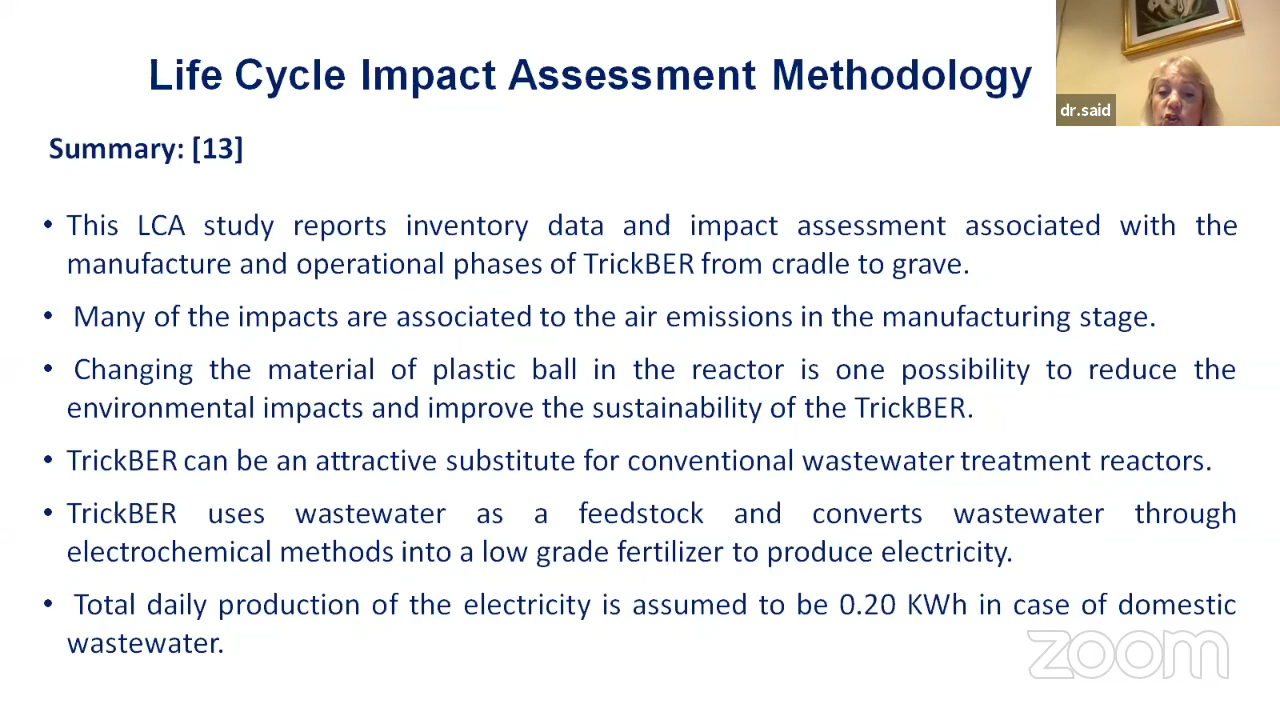 Life Cycle Impact Assessment Methodology
dr.said
Summary: [13]
• This LCA study reports inventory data and impact assessment associated with the
manufacture and operational phases of TrickBER from cradle to grave.
• Many of the impacts are associated to the air emissions in the manufacturing stage.
• Changing the material of plastic ball in the reactor is one possibility to reduce the
environmental impacts and improve the sustainability of the TrickBER.
• TrickBER can be an attractive substitute for conventional wastewater treatment reactors.
• TrickBER uses wastewater as a feedstock and converts wastewater through
electrochemical methods into a low grade fertilizer to produce electricity.
• Total daily production of the electricity is assumed to be 0.20 KWh in case of domestic
wastewater.
zoom